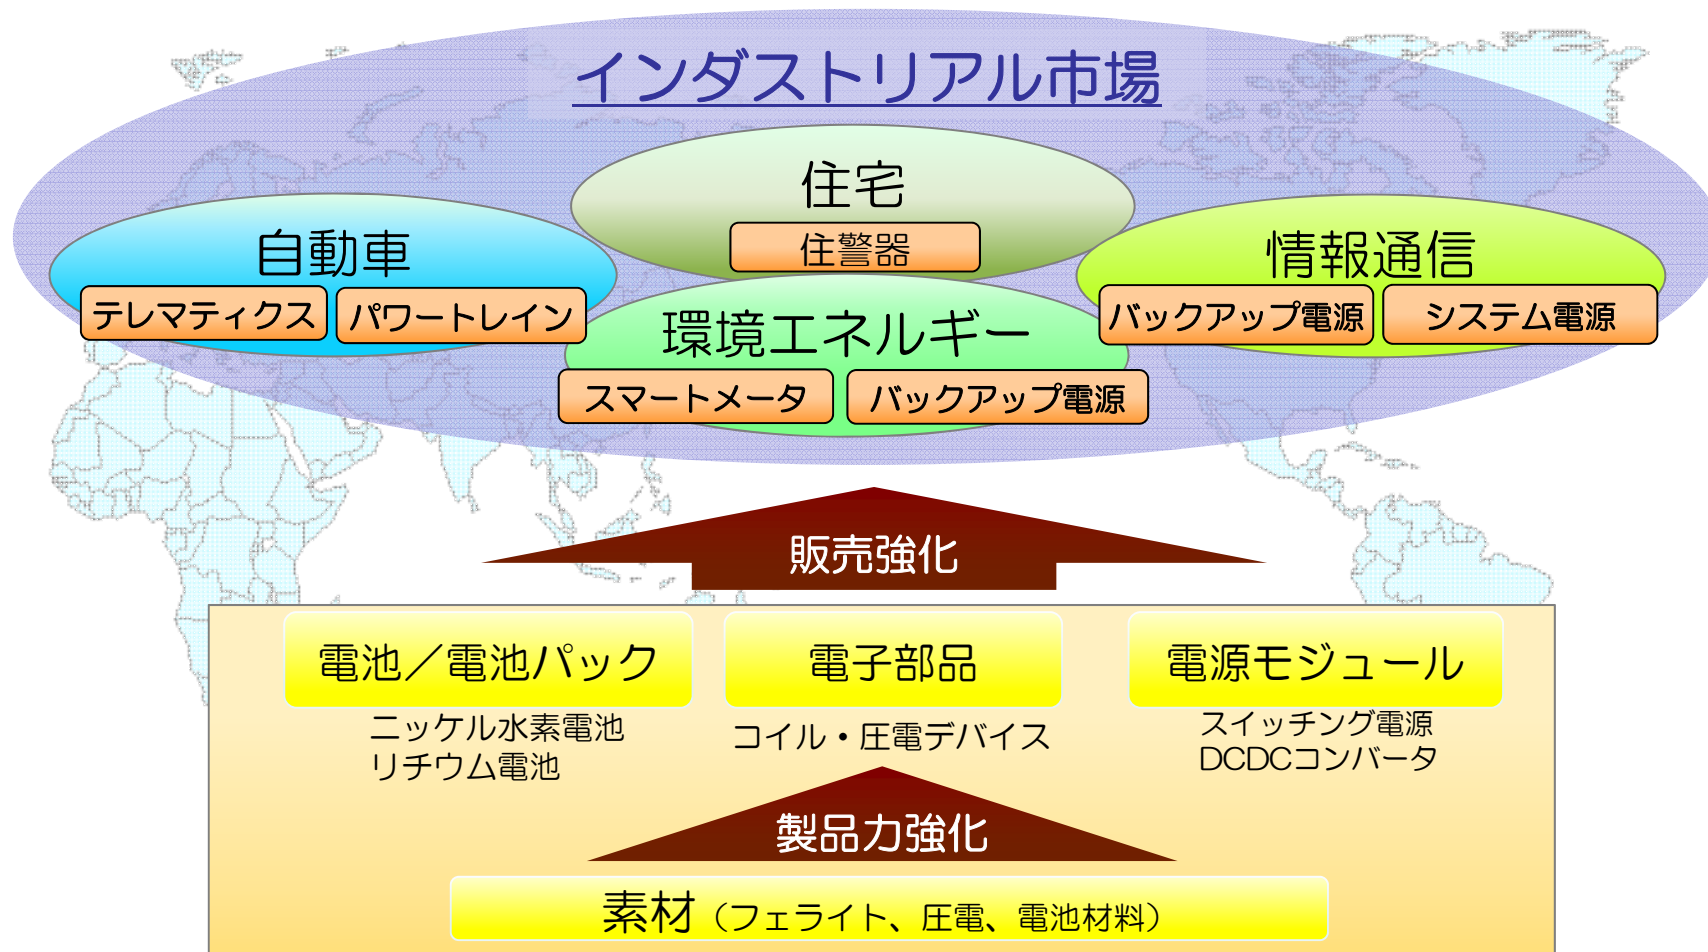 インダストリアル市場
住宅
住警器
自動車
テレマティクス
パワートレイン
情報通信
バックアップ電源
システム電源
環境エネルギー
スマートメータ
バックアップ電源
販売強化
電池／電池パック
ニッケル水素電池
リチウム電池
電子部品
コイル・圧電デバイス
電源モジュール
スイッチング電源
DCDCコンバータ
製品力強化
素材（フェライト、圧電、電池材料）